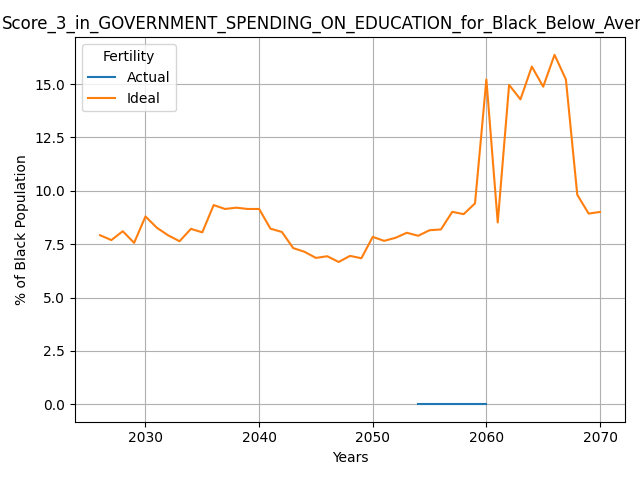 Score_3_in_GOVERNMENT_SPENDING_ON_EDUCATION_for_Black_Below_Aver
Fertility
Actual
Ideal
15.0
12.5
10.0
7.5
5.0
2.5
0.0
% of Black Population
2030 2040 2050 2060 2070
Years